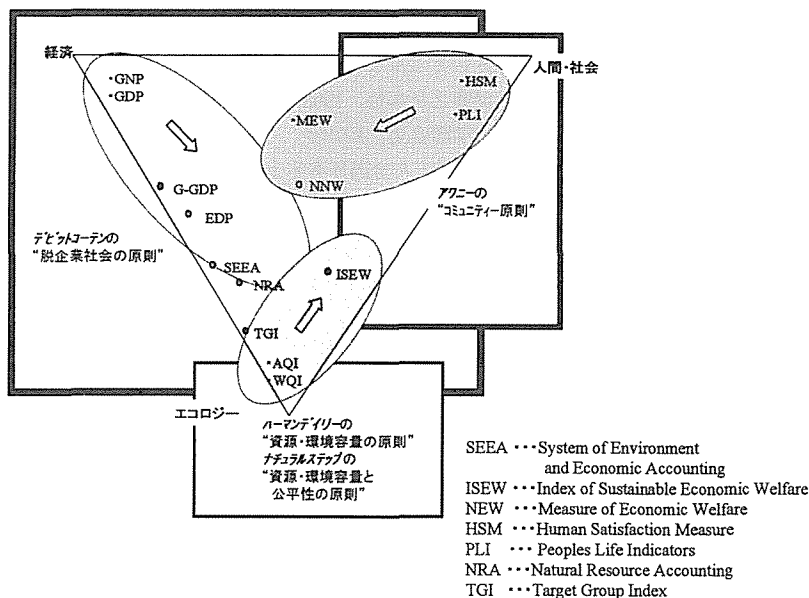 経済
人間・社会
GNP
GDP
HSM
PLI
MEW
NNW
G-GDP
EDP
アワニーの
“コミュニティー原則”
デビットコーテンの
“脱企業社会の原則”
SEEA
NRA
ISEW
TGI
AQI
WQI
エコロジー
ハーマンデイリーの
“資源・環境容量の原則”
ナチュラルステップの
“資源・環境容量と
公平性の原則”
SEEA ・・・System of Environment
and Economic Accounting
ISEW ・・・Index of Sustainable Economic Welfare
NEW ・・・Measure of Economic Welfare
HSM ・・・Human Satisfaction Measure
PLI ・・・Peoples Life Indicators
NRA ・・・Natural Resource Accounting
TGI ・・・Target Group Index